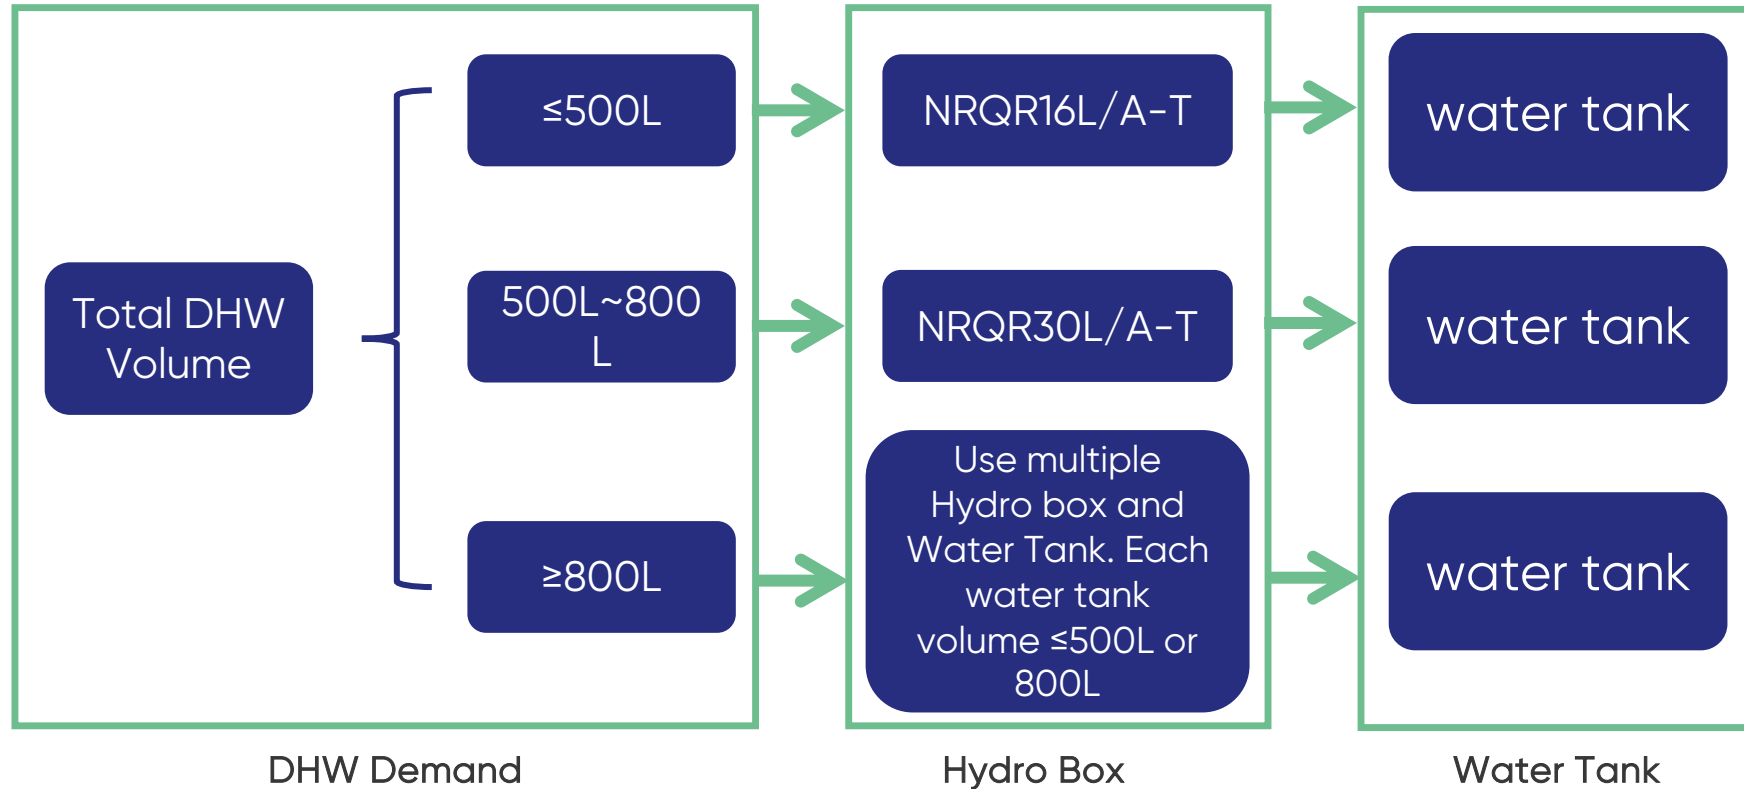 ≤500L
NRQR16L/A-T
water tank
Total DHW
Volume
500L~800
L
NRQR30L/A-T
water tank
≥800L
Use multiple
Hydro box and
Water Tank. Each
water tank
volume ≤500L or
800L
water tank
DHW Demand
Hydro Box
Water Tank